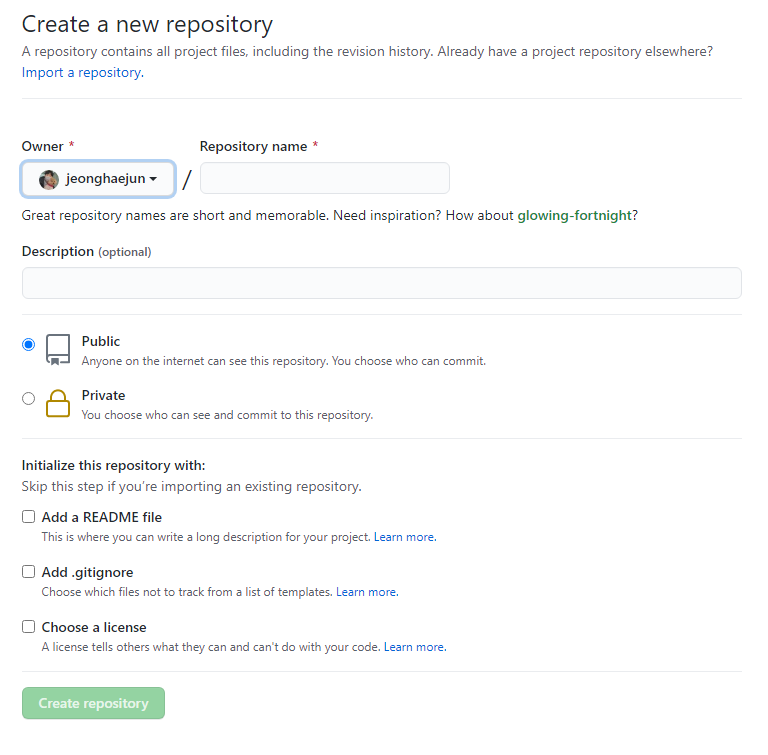 Create a new repository
A repository contains all project files, including the revision history. Already have a project repository elsewhere?
Import a repository.
Owner * Repository name *
jeonghaejun /
Great repository names are short and memorable. Need inspiration? How about glowing-fortnight?
Description (optional)
Public
Anyone on the internet can see this repository. You choose who can commit.
Private
You choose who can see and commit to this repository.
Initialize this repository with:
Skip this step if you're importing an existing repository.
Add a README file
This is where you can write a long description for your project. Learn more.
Add .gitignore
Choose which files not to track from a list of templates. Learn more.
Choose a license
A license tells others what they can and can't do with your code. Learn more.
Create repository